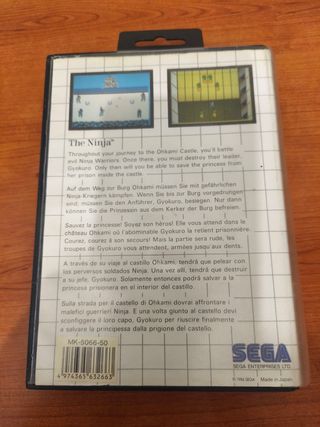 The Ninja®
Throughout your journey to the Ohkami Castle, you'll battle
evil Ninja Warriors. Once there, you must destroy their leader,
Gyokuro. Only then will you be able to save the princess from
her prison inside the castle.
Auf dem Weg zur Burg Ohkami müssen Sie mit gefährlichen
Ninja-Kriegern kämpfen. Wenn Sie zur Burg vorgedrungen sind,
müssen Sie den Anführer, Gyokuro, besiegen. Nur dann
können Sie die Prinzessin aus dem Kerker der Burg befreien.
Sauvez la princesse! Soyez son héros! Elle vous attend dans le
château Ohkami où l'abominable Gyokuro la retient prisonnière.
Courez, courez à son secours! Mais la partie sera rude, les
troupes de Gyokuro vous attendent, armées jusqu'aux dents.
A través de su viaje al castillo Ohkami, tendrá que pelear con
los perversos soldados Ninja. Una vez allí, tendrá que destruir
a su jefe, Gyokuro. Solamente entonces podrá salvar a la
princesa prisionera en el interior del castillo.
Sulla strada per il castello di Ohkami dovrai affrontare i
malefici guerrieri Ninja. E una volta giunto al castello devi
sconfiggere il loro capo, Gyokuro per riuscire finalmente
a salvare la principessa dalla prigione del castello.
MK-5066-50
4974365632663
SEGA
SEGA ENTERPRISES LTD.
Made in Japan